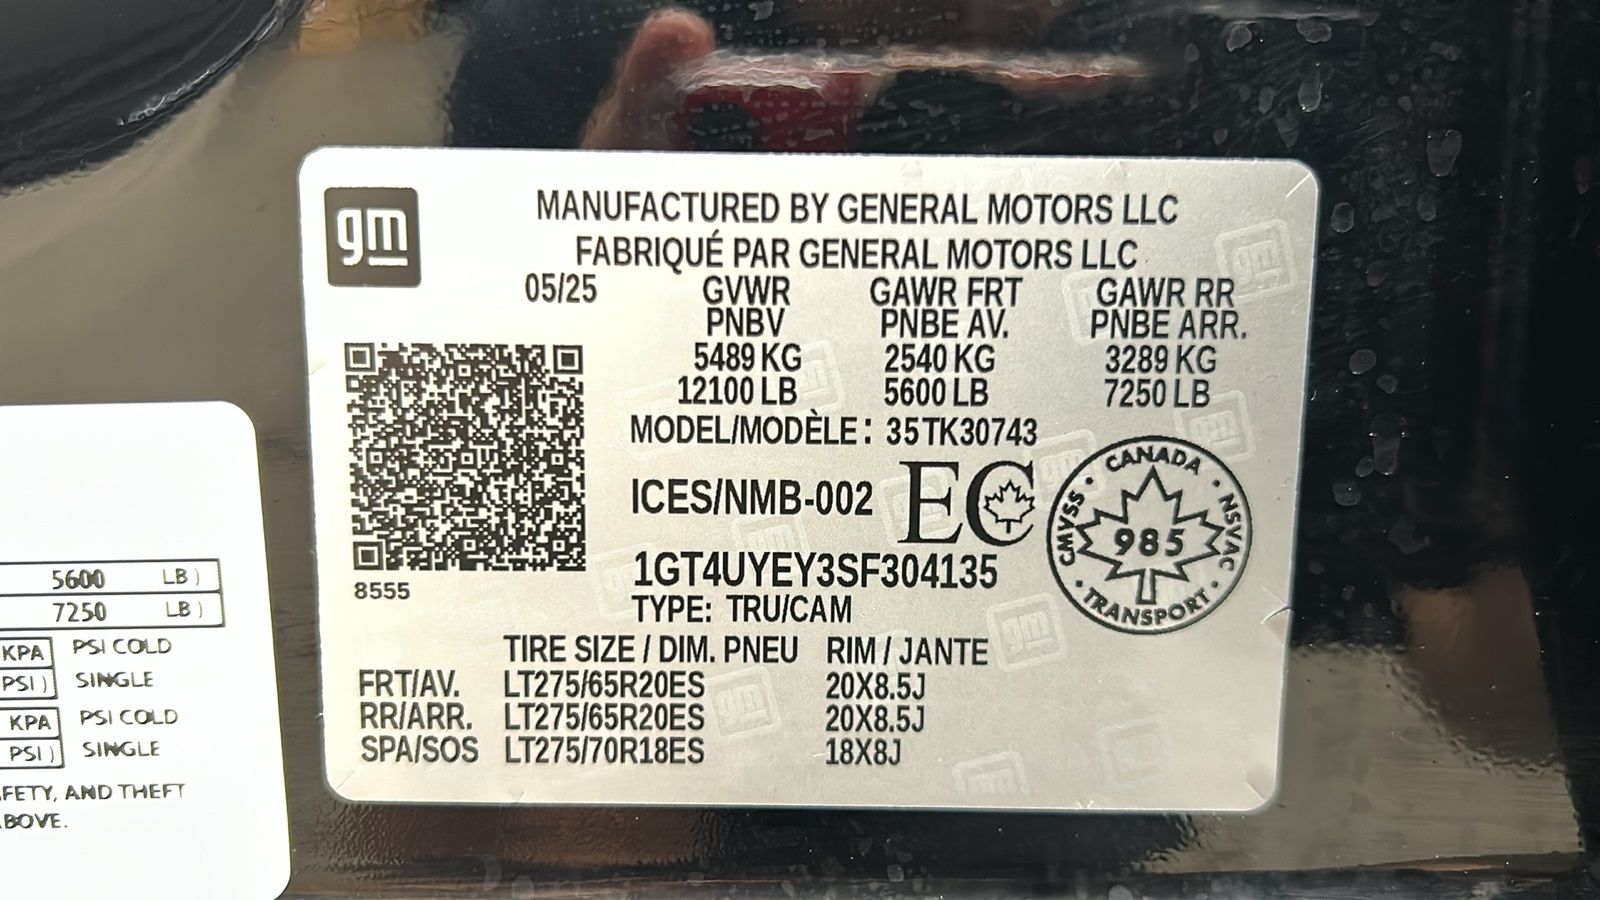 gm
MANUFACTURED BY GENERAL MOTORS LLC
FABRIQUÉ PAR GENERAL MOTORS LLC
05/25 GVWR GAWR FRT GAWR RR
PNBV PNBE AV. PNBE ARR.
5489 KG 2540 KG 3289 KG
12100 LB 5600 LB 7250 LB
MODEL/MODÈLE: 35TK30743
ICES/NMB-002 EC
CANADA
CMVSS 985 NSVAC
TRANSPORT
1GT4UYEY3SF304135
8555
TYPE: TRU/CAM
TIRE SIZE / DIM. PNEU RIM / JANTE
FRT/AV. LT275/65R20ES 20X8.5J
RR/ARR. LT275/65R20ES 20X8.5J
SPA/SOS LT275/70R18ES 18X8J
5600 LB)
7250 LB)
KPA PSI COLD
PSI) SINGLE
KPA PSI COLD
PSI) SINGLE
FETY, AND THEFT
BOVE.